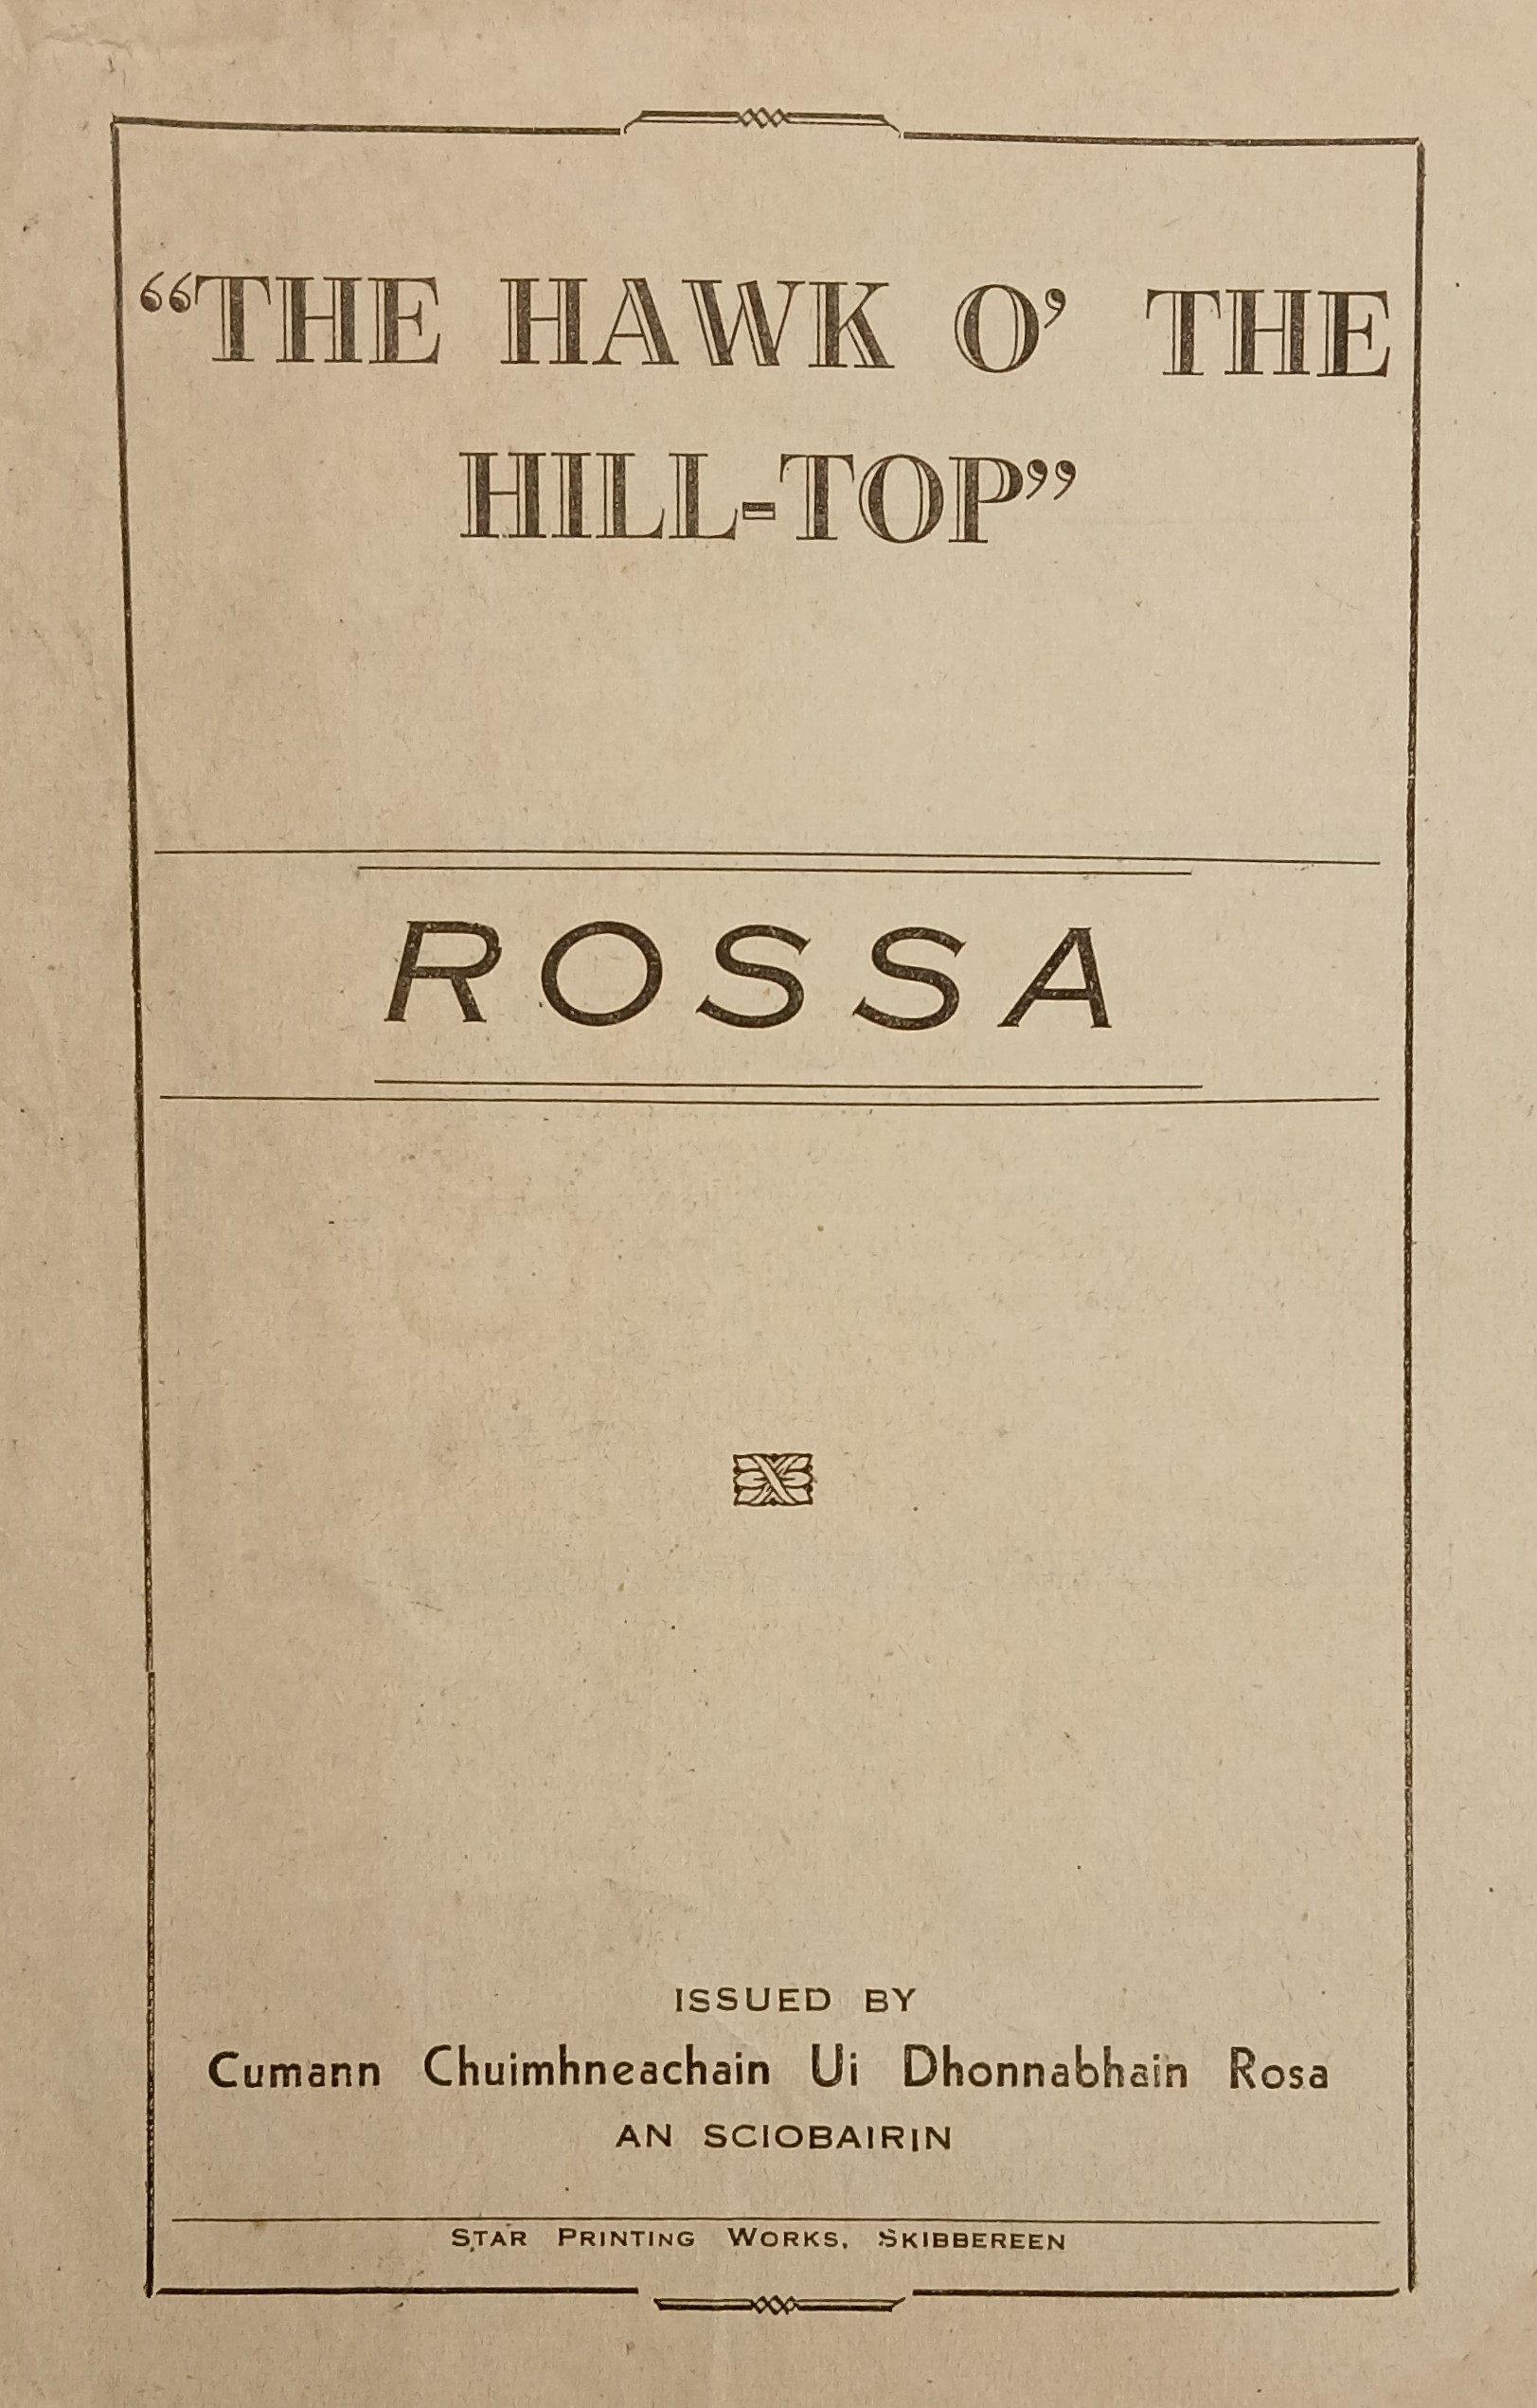 “THE HAWK O’ THE
HILL-TOP”
ROSSA
ISSUED BY
Cumann Chuimhneachain Ui Dhonnabhain Rosa
AN SCIOBAIRIN
STAR PRINTING WORKS, SKIBBEREEN